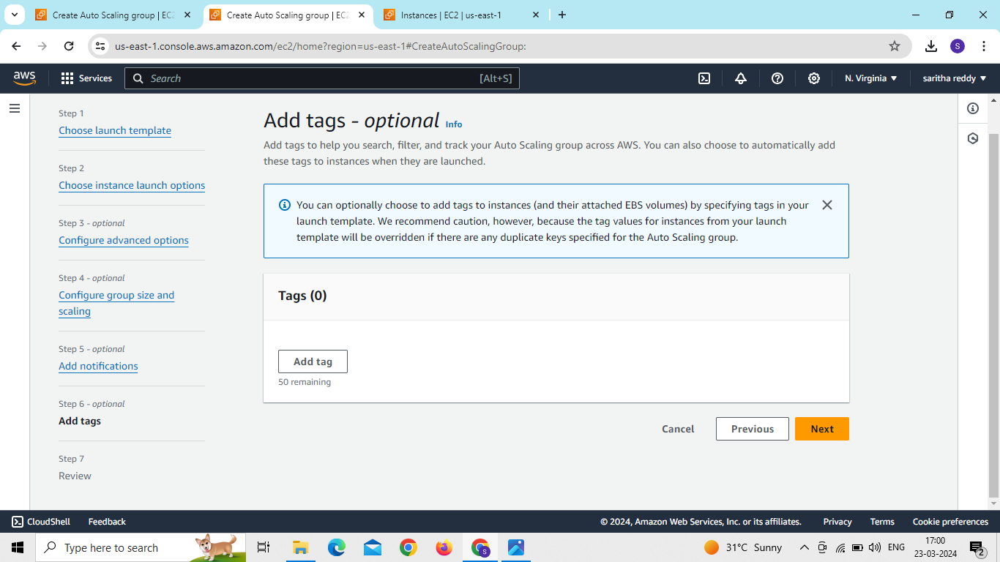 Create Auto Scaling group | EC2
Create Auto Scaling group | EC2
Instances | EC2 | us-east-1
us-east-1.console.aws.amazon.com/ec2/home?region=us-east-1#CreateAutoScalingGroup:
S
aws
Services
Search
[Alt+S]
N. Virginia
saritha reddy
Step 1
Choose launch template
Step 2
Choose instance launch options
Step 3 - optional
Configure advanced options
Step 4 - optional
Configure group size and
scaling
Step 5 - optional
Add notifications
Step 6 - optional
Add tags
Step 7
Review
Add tags - optional Info
Add tags to help you search, filter, and track your Auto Scaling group across AWS. You can also choose to automatically add
these tags to instances when they are launched.
You can optionally choose to add tags to instances (and their attached EBS volumes) by specifying tags in your
launch template. We recommend caution, however, because the tag values for instances from your launch
template will be overridden if there are any duplicate keys specified for the Auto Scaling group.
Tags (0)
Add tag
50 remaining
Cancel
Previous
Next
CloudShell
Feedback
© 2024, Amazon Web Services, Inc. or its affiliates.
Privacy
Terms
Cookie preferences
Type here to search
S
31°C Sunny
ENG
17:00
23-03-2024
2